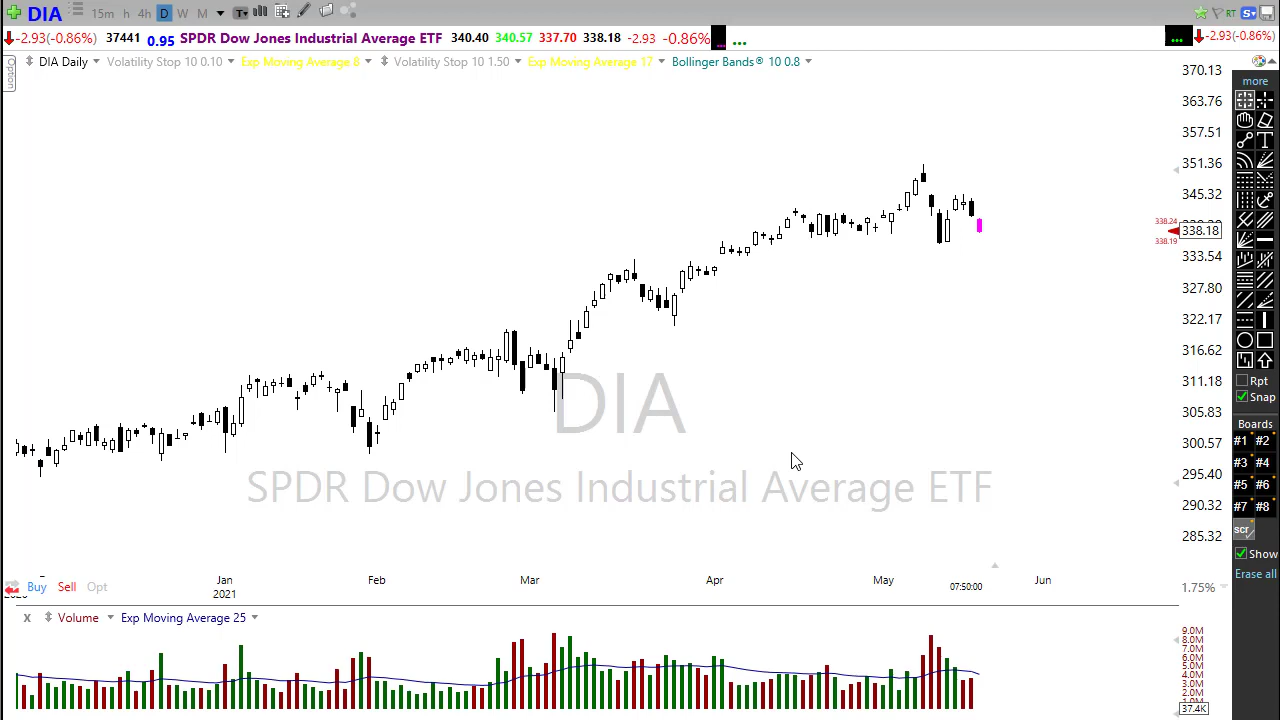 DIA 15m h 4h D W M T RT S
-2.93(-0.86%) 37441 0.95 SPDR Dow Jones Industrial Average ETF 340.40 340.57 337.70 338.18 -2.93 -0.86% ... ... ... -2.93(-0.86%)
Option
DIA Daily Volatility Stop 10 0.10 Exp Moving Average 8 Volatility Stop 10 1.50 Exp Moving Average 17 Bollinger Bands® 10 0.8
370.13
363.76
357.51
351.36
345.32
338.24
338.18
338.19
333.54
327.80
322.17
316.62
311.18
305.83
300.57
295.40
290.32
285.32
1.75%
DIA
SPDR Dow Jones Industrial Average ETF
more
T
Rpt
Snap
Boards
#1 #2
#3 #4
#5 #6
#7 #8
scr
Show
Erase all
Jan Feb Mar Apr May Jun
2021
07:50:00
Buy Sell Opt
X Volume Exp Moving Average 25
9.0M
8.0M
7.0M
6.0M
5.0M
4.0M
3.0M
2.0M
37.4K